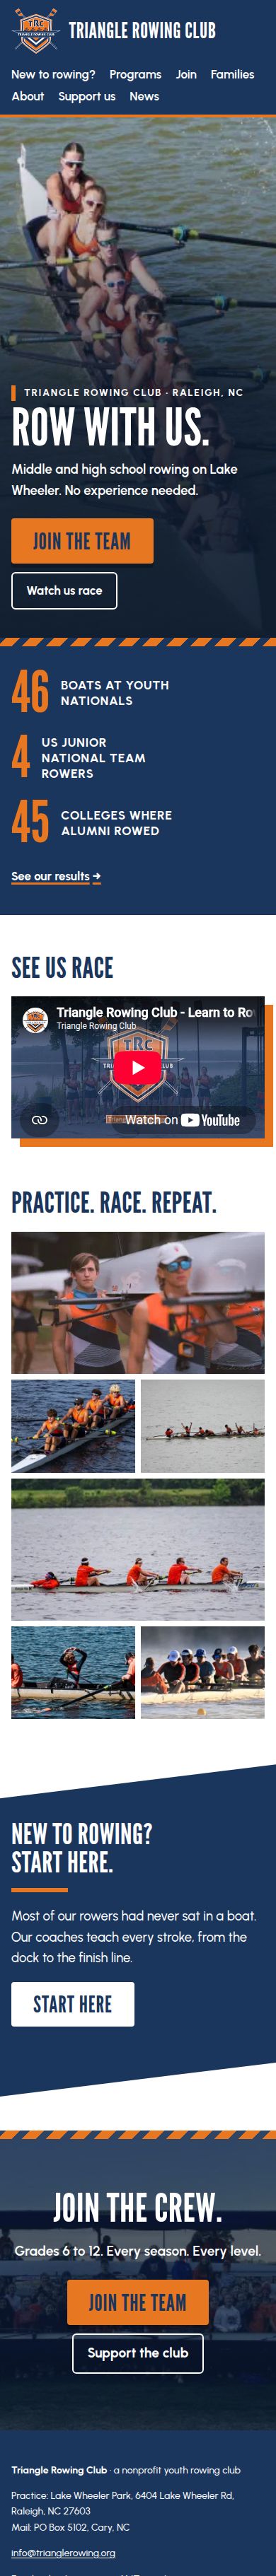 TRIANGLE ROWING CLUB
New to rowing? Programs Join Families
About Support us News
TRIANGLE ROWING CLUB · RALEIGH, NC
ROW WITH US.
Middle and high school rowing on Lake
Wheeler. No experience needed.
JOIN THE TEAM
Watch us race
46 BOATS AT YOUTH
NATIONALS
4 US JUNIOR
NATIONAL TEAM
ROWERS
45 COLLEGES WHERE
ALUMNI ROWED
See our results →
SEE US RACE
Triangle Rowing Club - Learn to Ro
Triangle Rowing Club
TRC
Watch on YouTube
PRACTICE. RACE. REPEAT.
NEW TO ROWING?
START HERE.
Most of our rowers had never sat in a boat.
Our coaches teach every stroke, from the
dock to the finish line.
START HERE
JOIN THE CREW.
Grades 6 to 12. Every season. Every level.
JOIN THE TEAM
Support the club
Triangle Rowing Club · a nonprofit youth rowing club
Practice: Lake Wheeler Park, 6404 Lake Wheeler Rd,
Raleigh, NC 27603
Mail: PO Box 5102, Cary, NC
info@trianglerowing.org